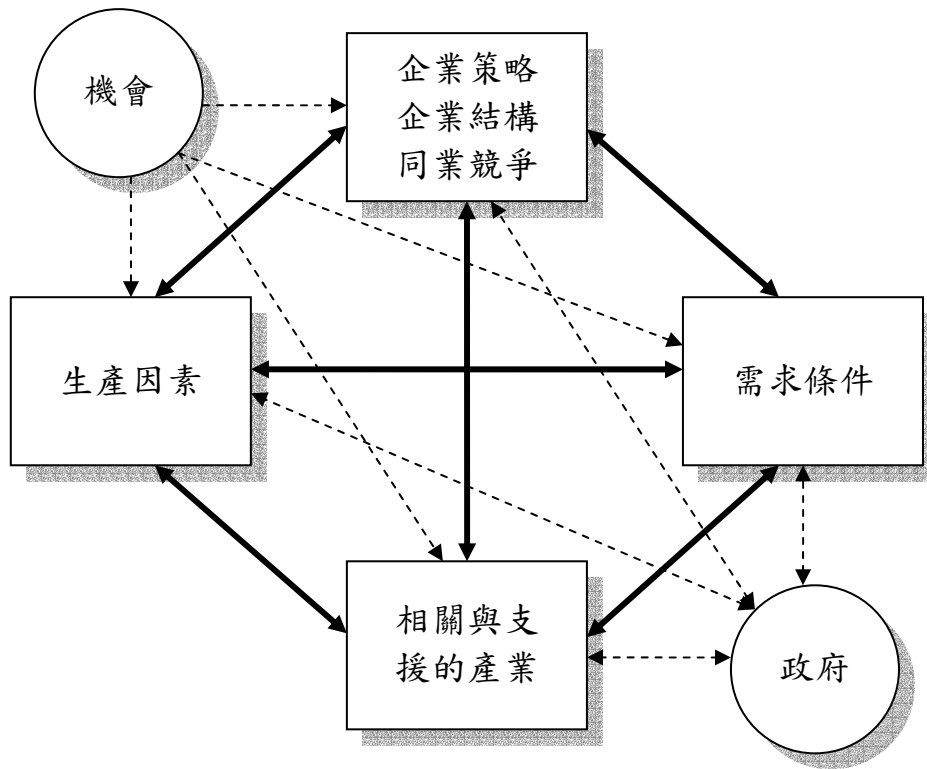 機會
企業策略
企業結構
同業競爭
生產因素
需求條件
相關與支
援的產業
政府